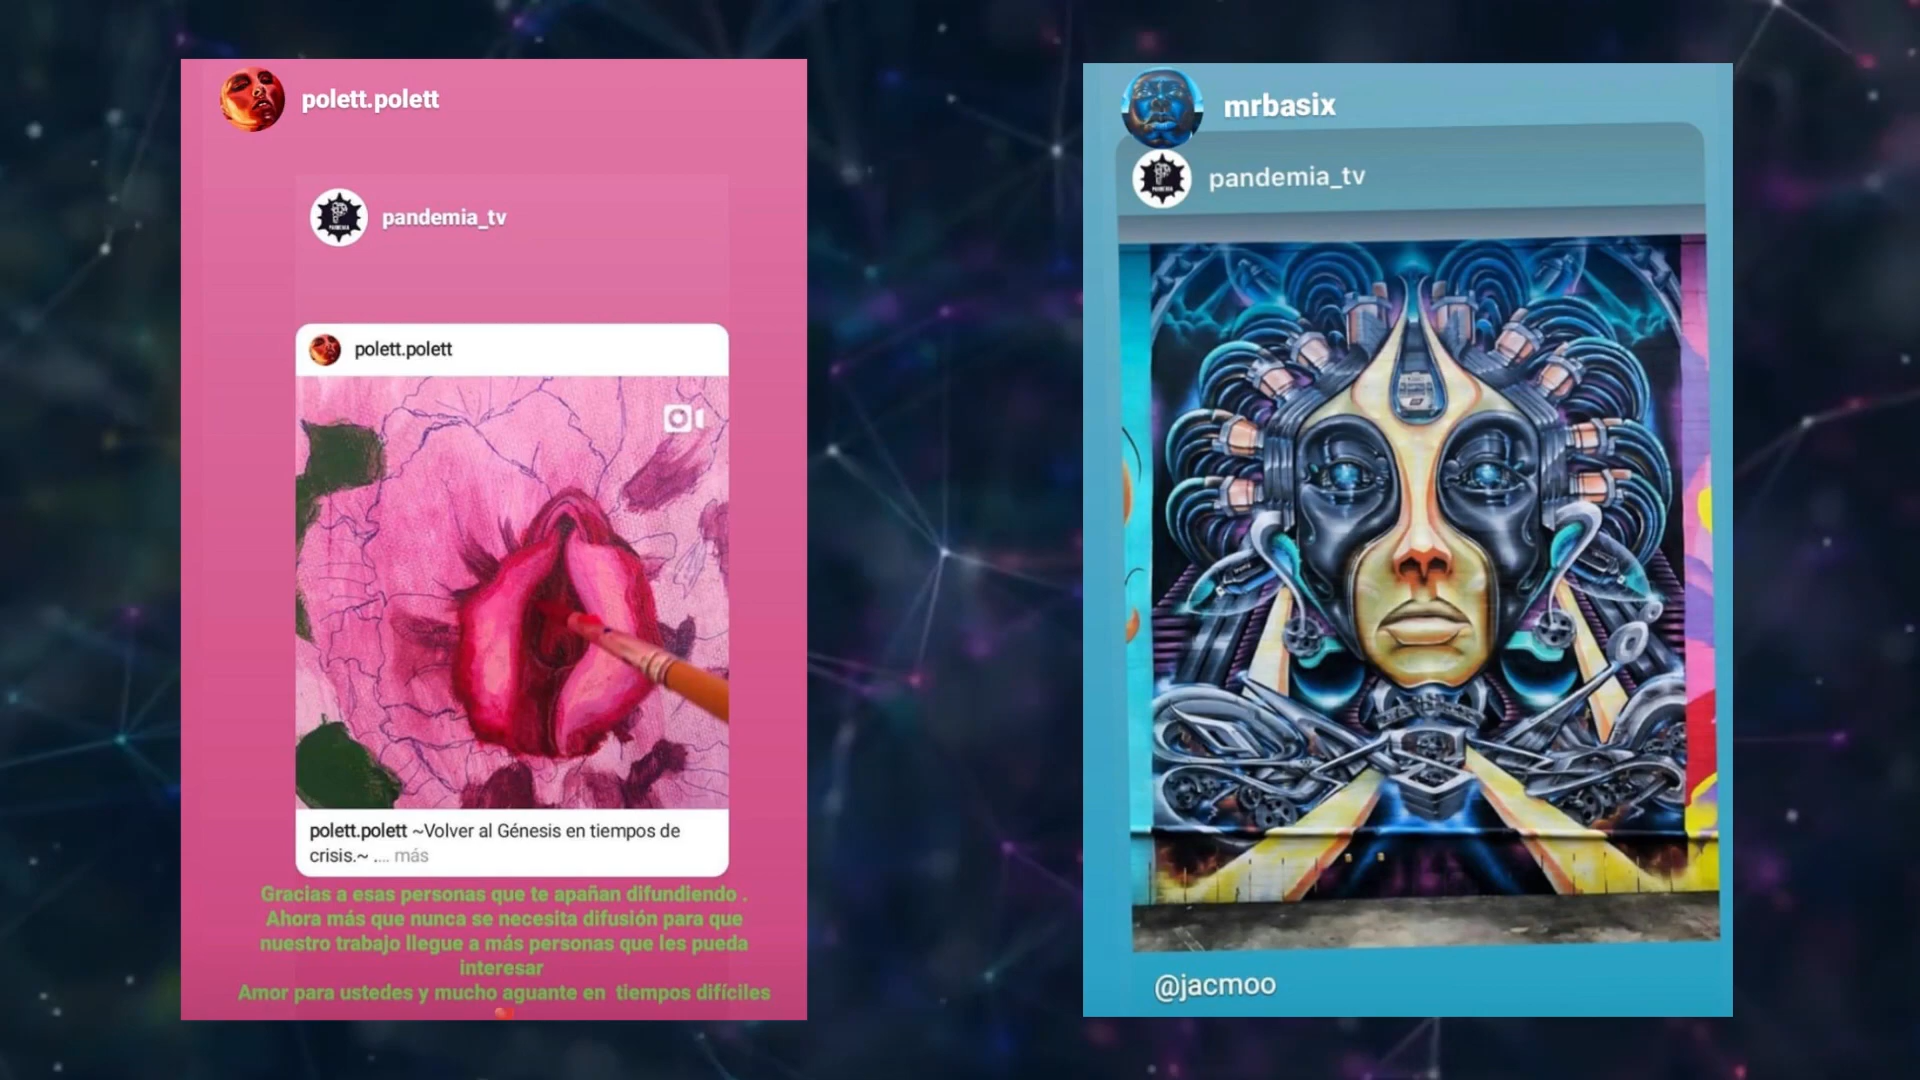 polett.polett
pandemia_tv
polett.polett
polett.polett ~Volver al Génesis en tiempos de
crisis.~ .... más
Gracias a esas personas que te apañan difundiendo .
Ahora más que nunca se necesita difusión para que
nuestro trabajo llegue a más personas que les pueda
interesar
Amor para ustedes y mucho aguante en tiempos difíciles
mrbasix
pandemia_tv
@jacmoo